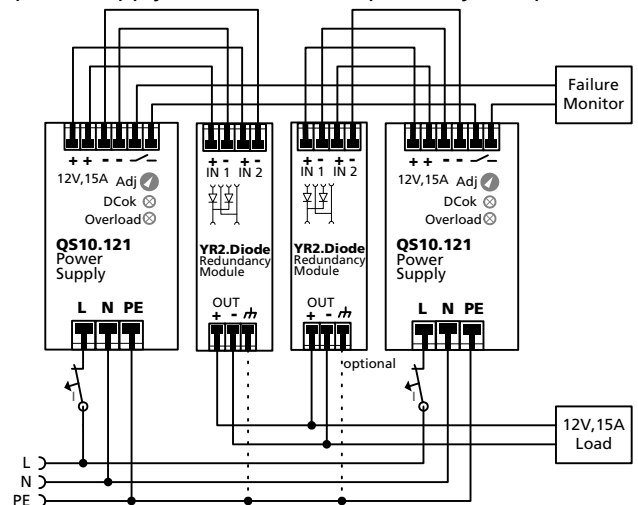 Failure
Monitor
+ + - -
12V,15A Adj
DCok
Overload
QS10.121
Power
Supply
L N PE
I
+ - + -
IN 1 IN 2
YR2.Diode
Redundancy
Module
OUT
+ -
+ - + -
IN 1 IN 2
YR2.Diode
Redundancy
Module
OUT
+ -
optional
+ + - -
12V,15A Adj
DCok
Overload
QS10.121
Power
Supply
L N PE
I
12V,15A
Load
L
N
PE